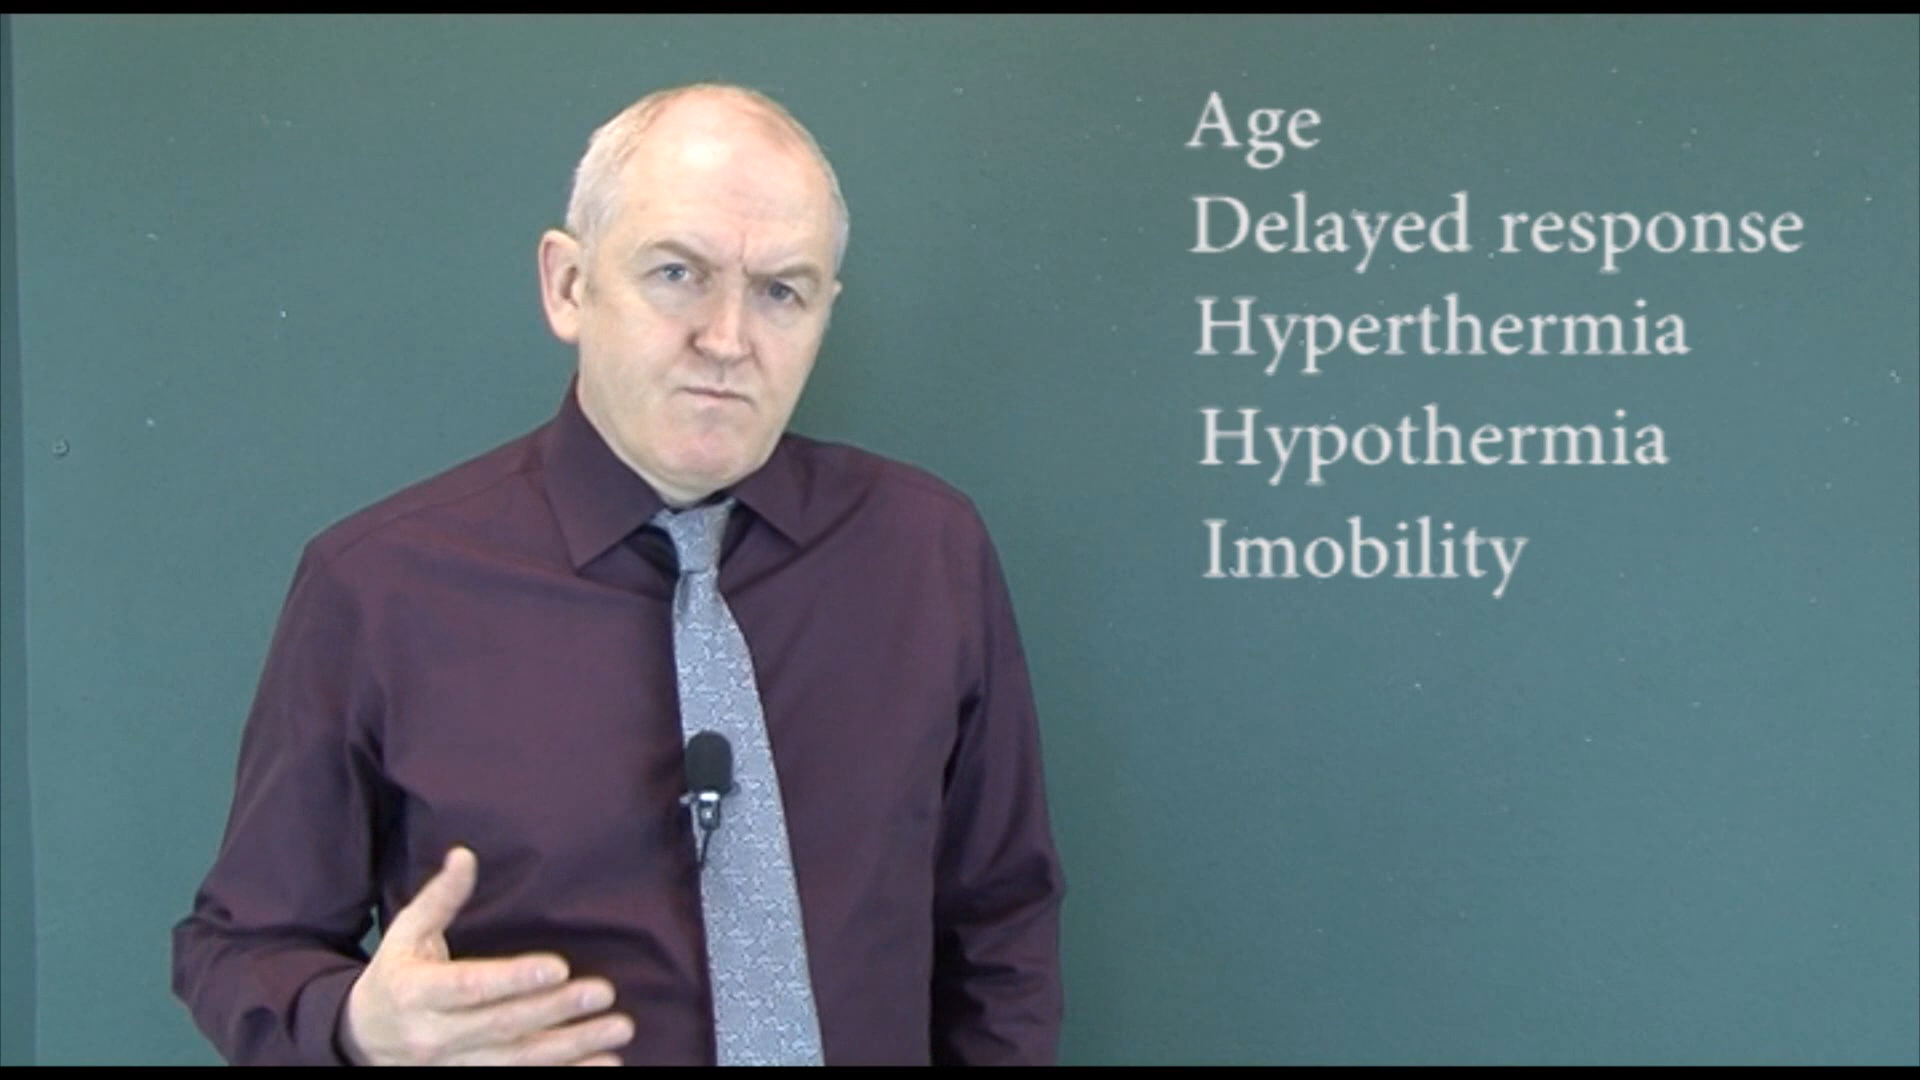 Age
Delayed response
Hyperthermia
Hypothermia
Imobility